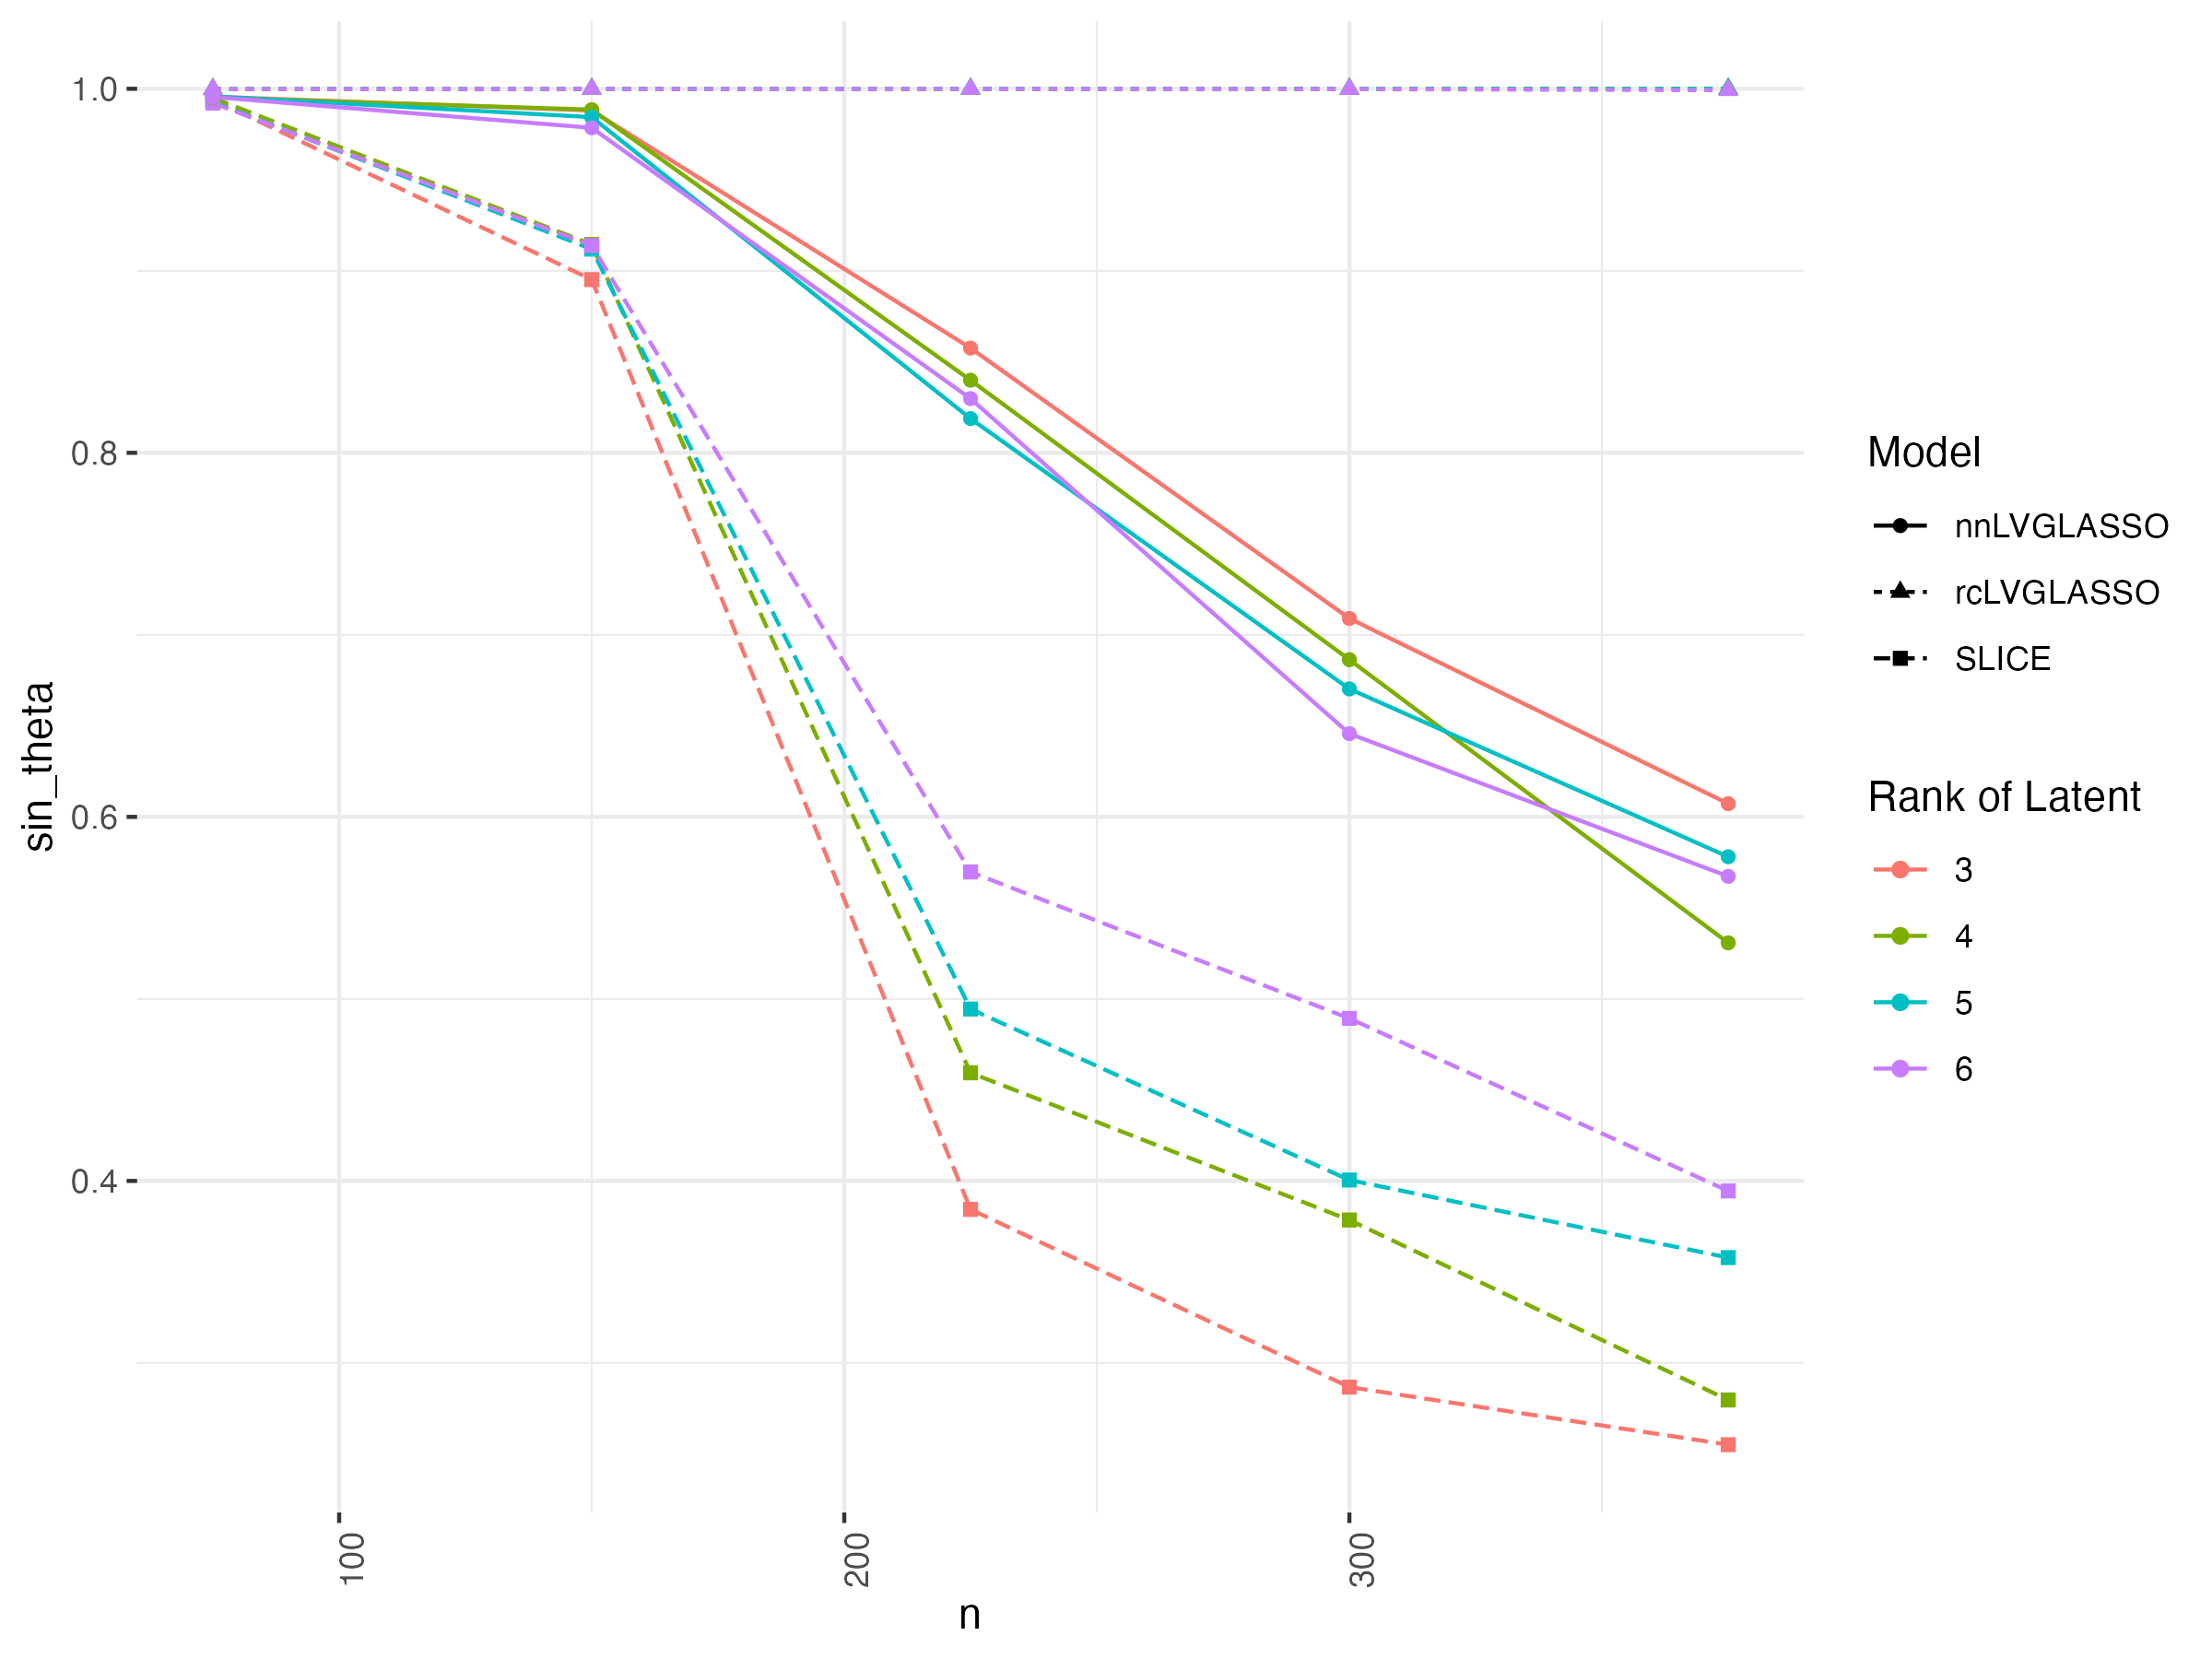 1.0
0.8
0.6
0.4
sin_theta
100
200
300
n
Model
nnLVGLASSO
rcLVGLASSO
SLICE
Rank of Latent
3
4
5
6